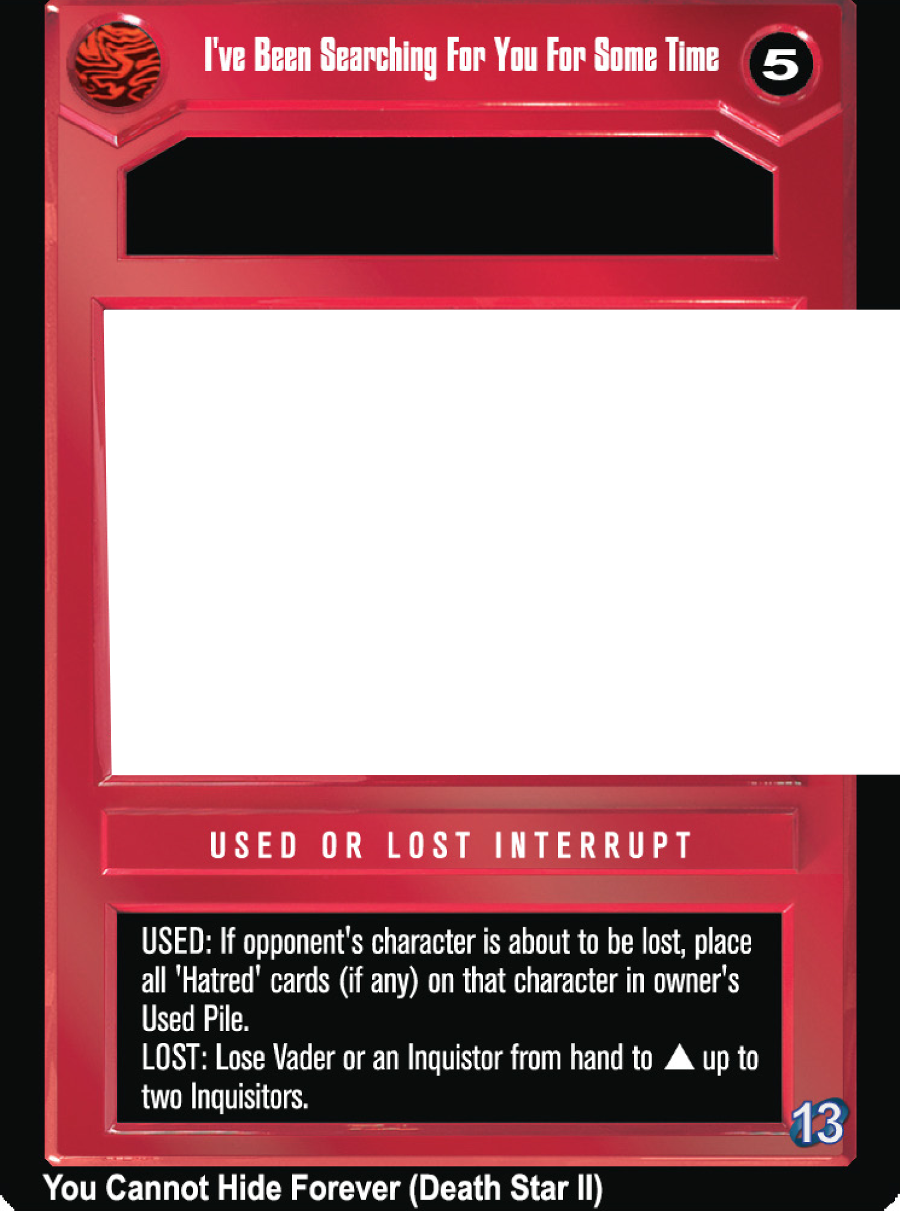 I've Been Searching For You For Some Time
5
USED OR LOST INTERRUPT
USED: If opponent's character is about to be lost, place
all 'Hatred' cards (if any) on that character in owner's
Used Pile.
LOST: Lose Vader or an Inquistor from hand to ▲ up to
two Inquisitors.
13
You Cannot Hide Forever (Death Star II)